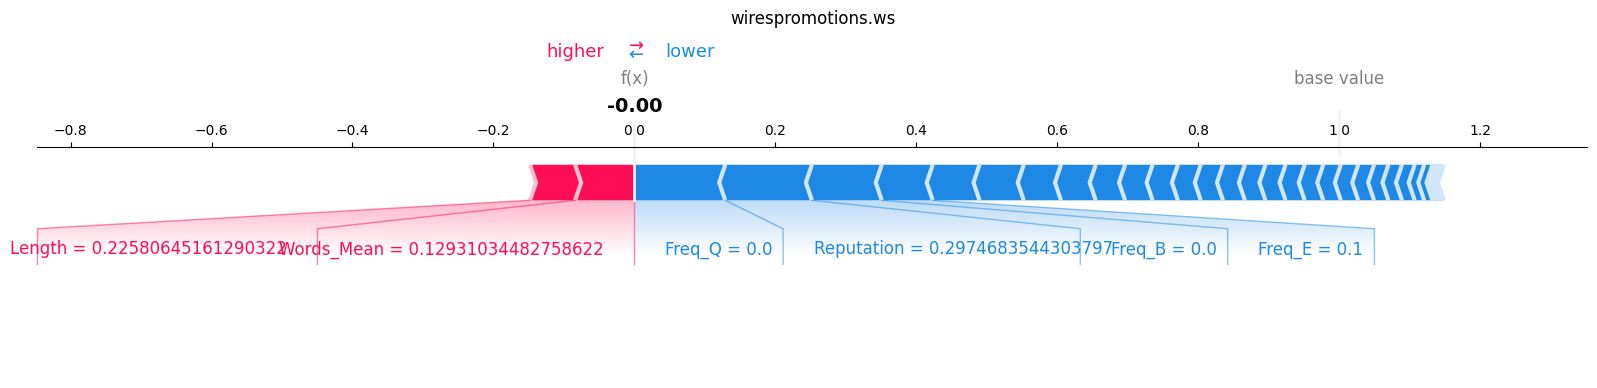 wirespromotions.ws
higher → ← lower
f(x) base value
-0.00
−0.8 −0.6 −0.4 −0.2 0.0 0.2 0.4 0.6 0.8 1.0 1.2
Length = 0.22580645161290322 Words_Mean = 0.12931034482758622 Freq_Q = 0.0 Reputation = 0.2974683544303797 Freq_B = 0.0 Freq_E = 0.1